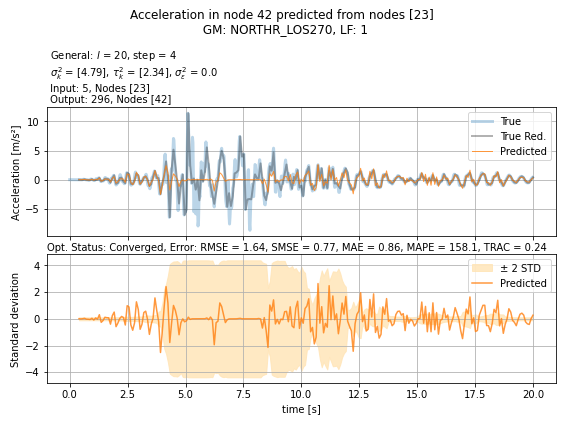 Acceleration in node 42 predicted from nodes [23]
GM: NORTHR_LOS270, LF: 1
General: l = 20, step = 4
σ²ₖ = [4.79], τ²ₖ = [2.34], σ²ε = 0.0
Input: 5, Nodes [23]
Output: 296, Nodes [42]
Acceleration [m/s²]
10
5
0
−5
True
True Red.
Predicted
Opt. Status: Converged, Error: RMSE = 1.64, SMSE = 0.77, MAE = 0.86, MAPE = 158.1, TRAC = 0.24
Standard deviation
4
2
0
−2
−4
± 2 STD
Predicted
0.0 2.5 5.0 7.5 10.0 12.5 15.0 17.5 20.0
time [s]